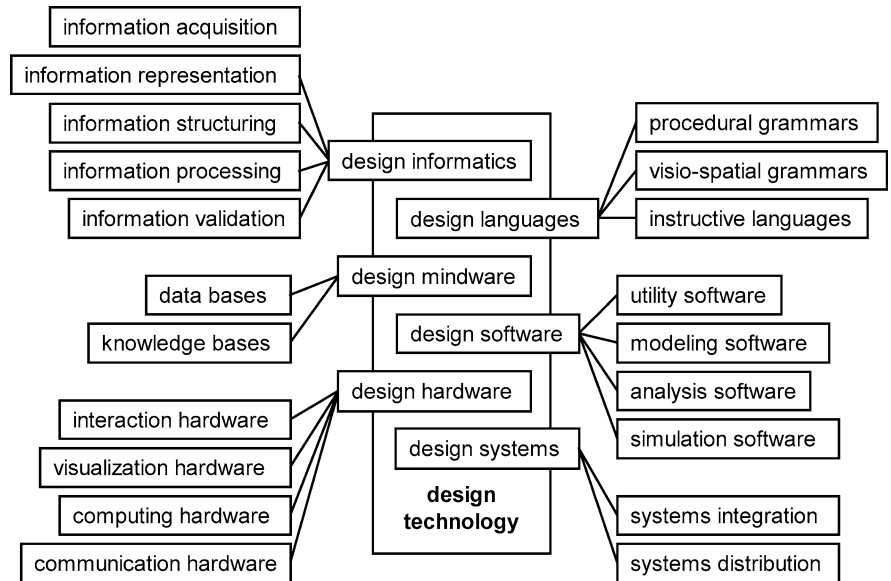 information acquisition
information representation
information structuring
information processing
information validation
design informatics
procedural grammars
visio-spatial grammars
instructive languages
design languages
data bases
knowledge bases
design mindware
utility software
modeling software
analysis software
simulation software
design software
interaction hardware
visualization hardware
computing hardware
communication hardware
design hardware
design systems
systems integration
systems distribution
design
technology